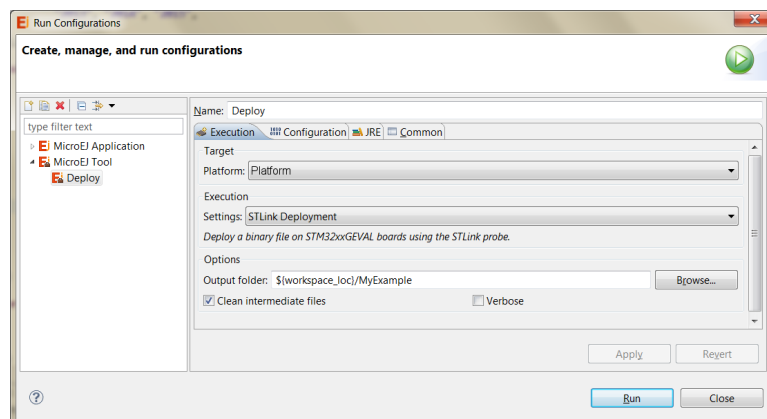 Run Configurations
Create, manage, and run configurations
Name: Deploy
type filter text
MicroEJ Application
MicroEJ Tool
Deploy
Execution Configuration JRE Common
Target
Platform: Platform
Execution
Settings: STLink Deployment
Deploy a binary file on STM32xxGEVAL boards using the STLink probe.
Options
Output folder: ${workspace_loc}/MyExample Browse...
Clean intermediate files Verbose
Apply Revert
Run Close